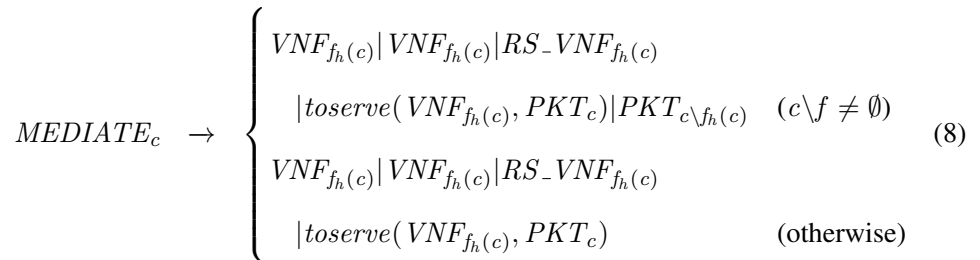 VNF_{f_h(c)}|VNF_{f_h(c)}|RS_VNF_{f_h(c)}
|toserve(VNF_{f_h(c)}, PKT_c)|PKT_{c\f_h(c)} (c\f ≠ ∅)
MEDIATE_c → (8)
VNF_{f_h(c)}|VNF_{f_h(c)}|RS_VNF_{f_h(c)}
|toserve(VNF_{f_h(c)}, PKT_c) (otherwise)